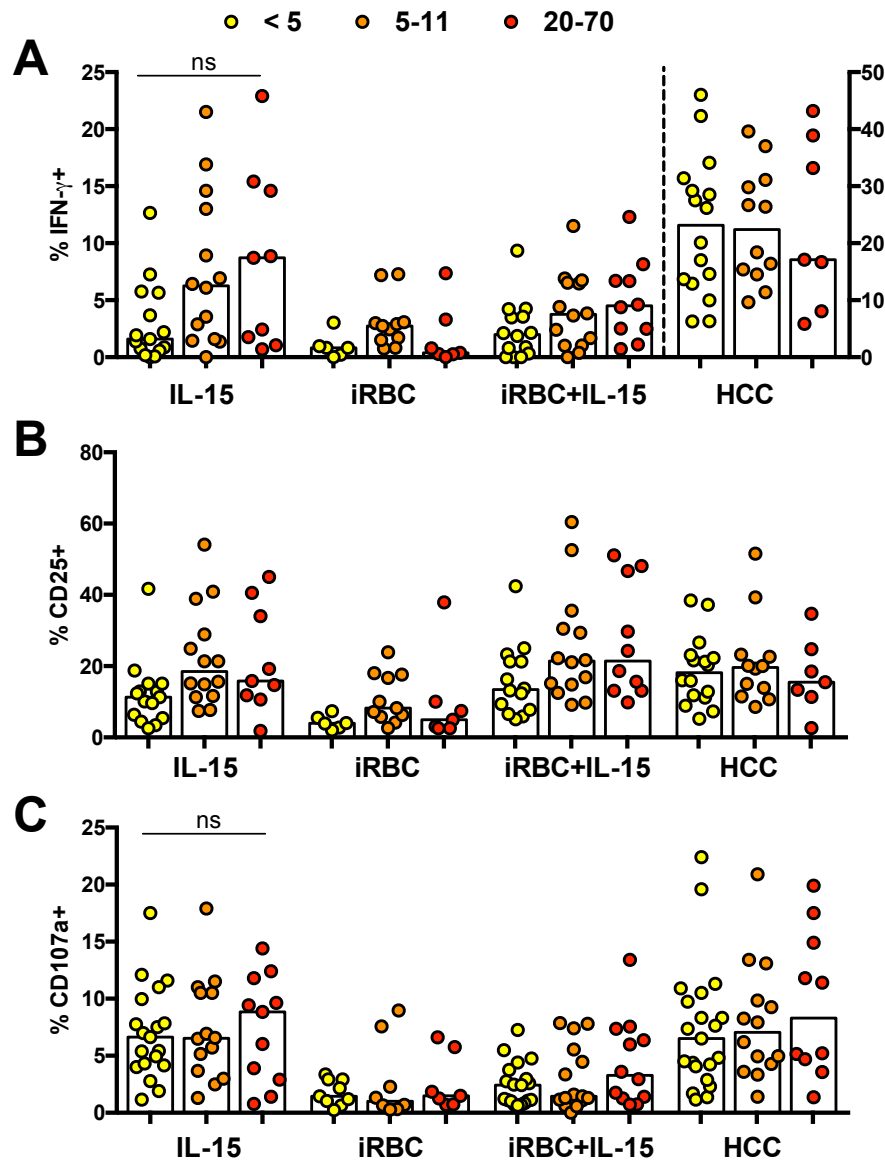 < 5 5-11 20-70
A
ns
% IFN-γ+
25 50
20 40
15 30
10 20
5 10
0 0
IL-15 iRBC iRBC+IL-15 HCC
B
% CD25+
80
60
40
20
0
IL-15 iRBC iRBC+IL-15 HCC
C
ns
% CD107a+
25
20
15
10
5
0
IL-15 iRBC iRBC+IL-15 HCC